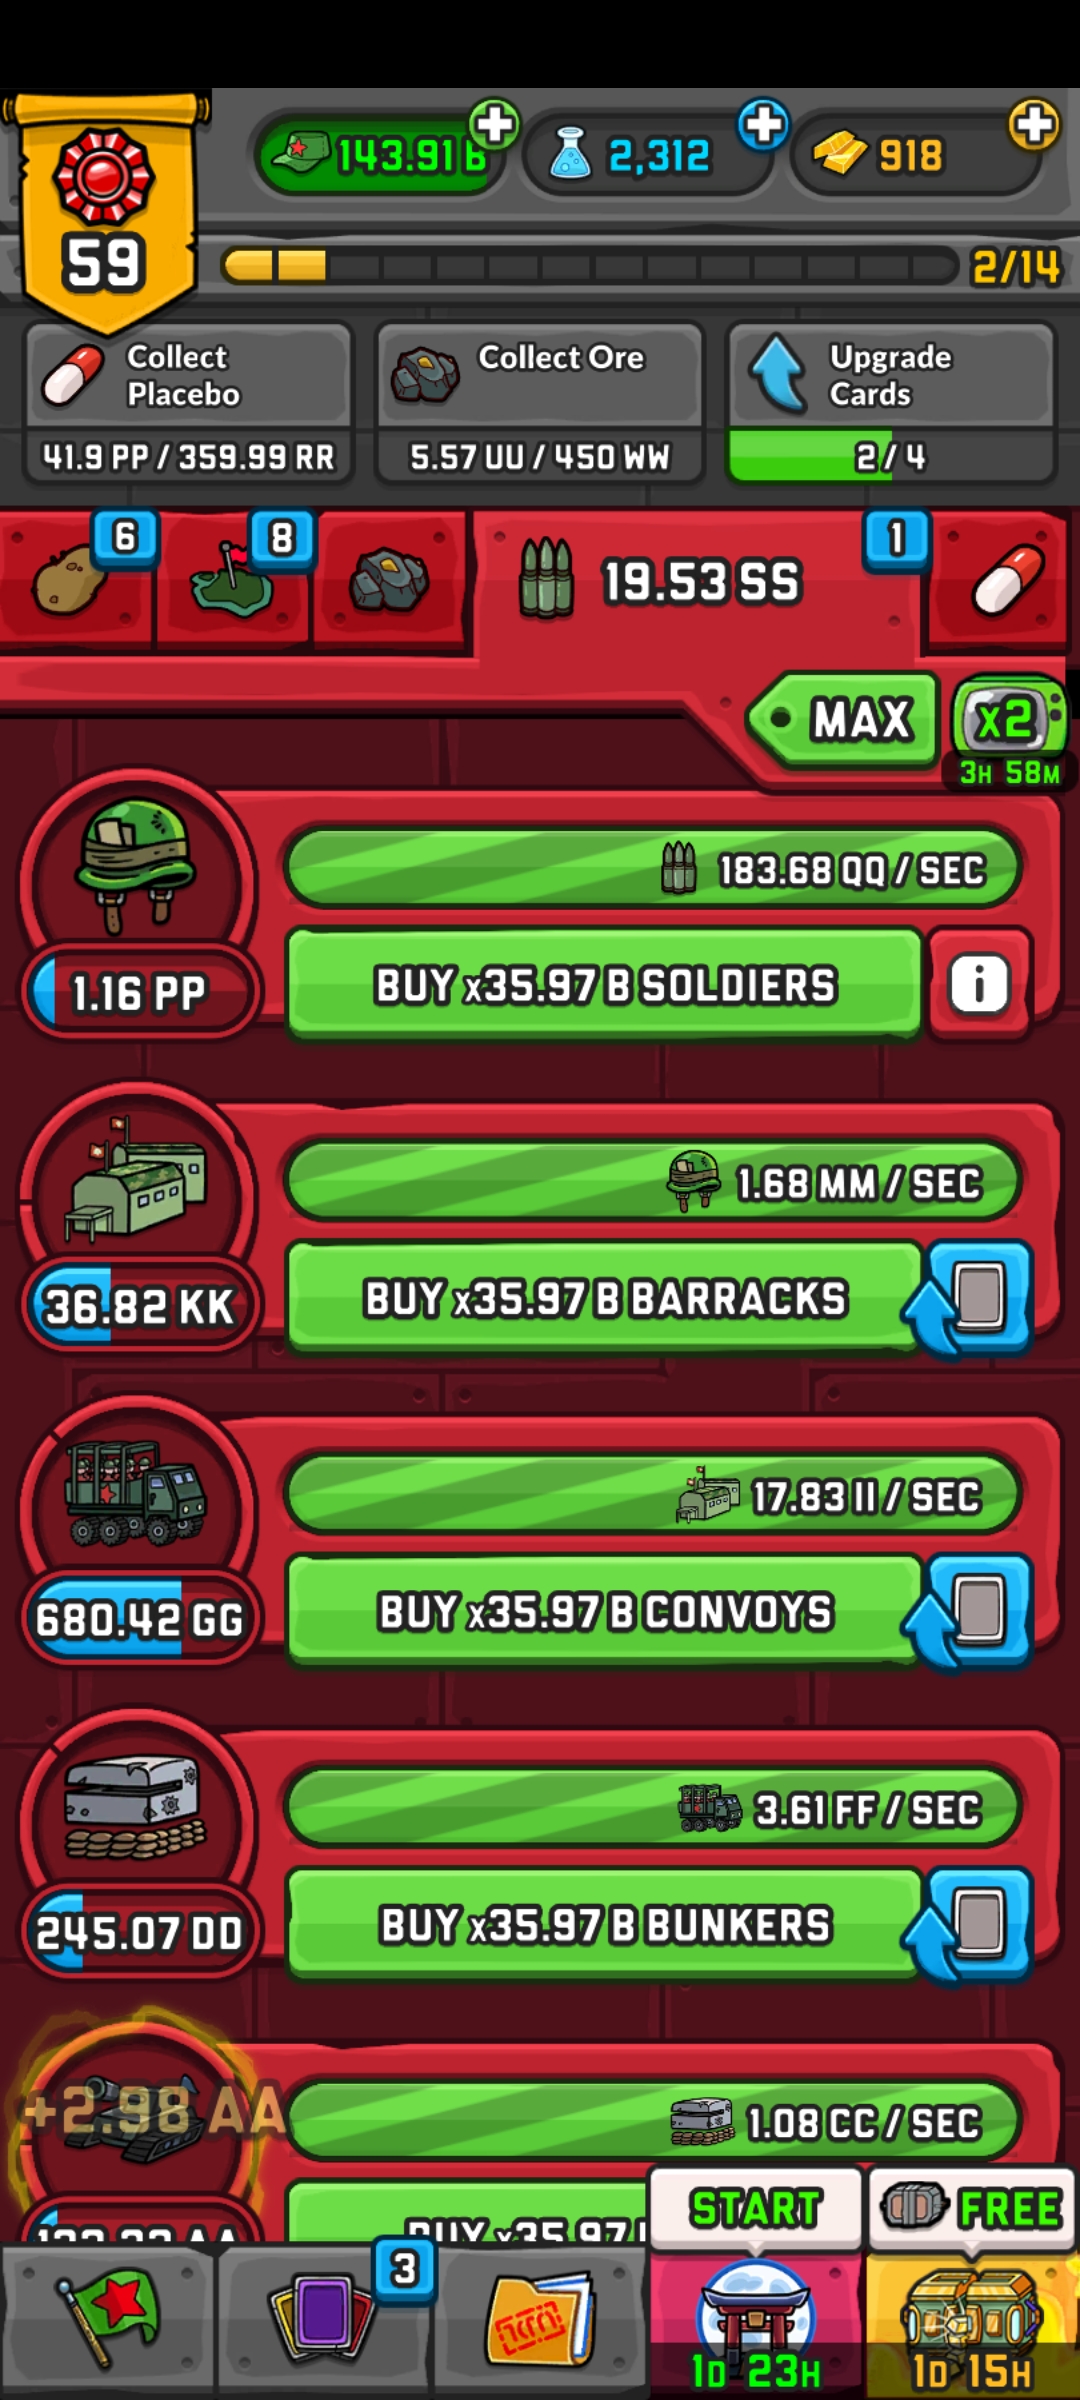 143.91 B
2,312
918
59
2/14
Collect
Placebo
41.9 PP / 359.99 RR
Collect Ore
5.57 UU / 450 WW
Upgrade
Cards
2 / 4
6
8
19.53 SS
1
MAX
x2
3H 58M
183.68 QQ / SEC
1.16 PP
BUY x35.97 B SOLDIERS
i
1.68 MM / SEC
36.82 KK
BUY x35.97 B BARRACKS
17.83 II / SEC
680.42 GG
BUY x35.97 B CONVOYS
3.61 FF / SEC
245.07 DD
BUY x35.97 B BUNKERS
+2.98 AA
1.08 CC / SEC
BUY x35.97
START
FREE
3
1D 23H
1D 15H